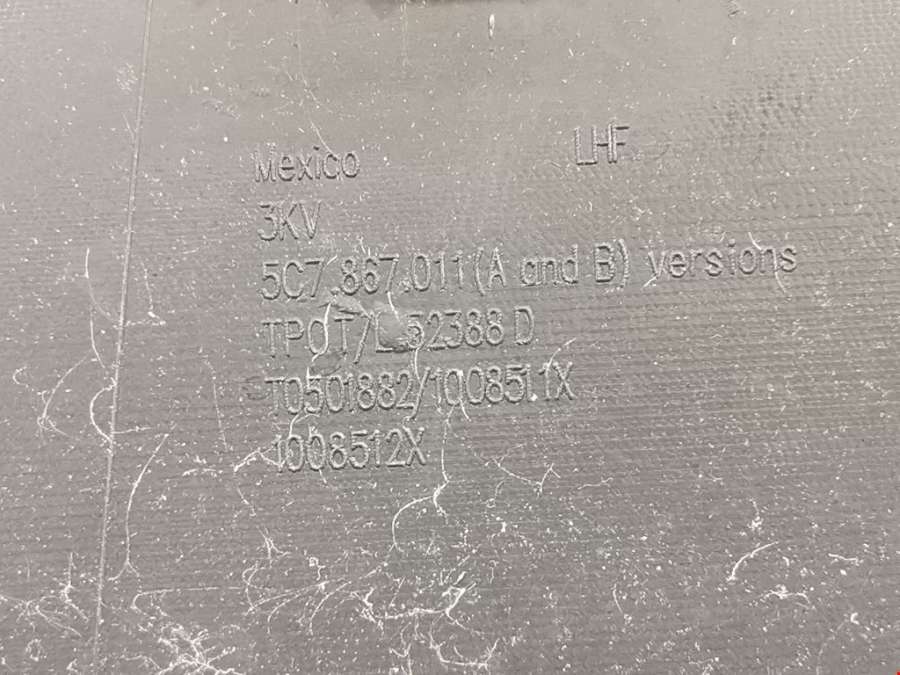 Mexico LHF
3KV
5C7.867.011 (A and B) versions
TPO T/L 52388 D
T0501882/1008511X
1008512X